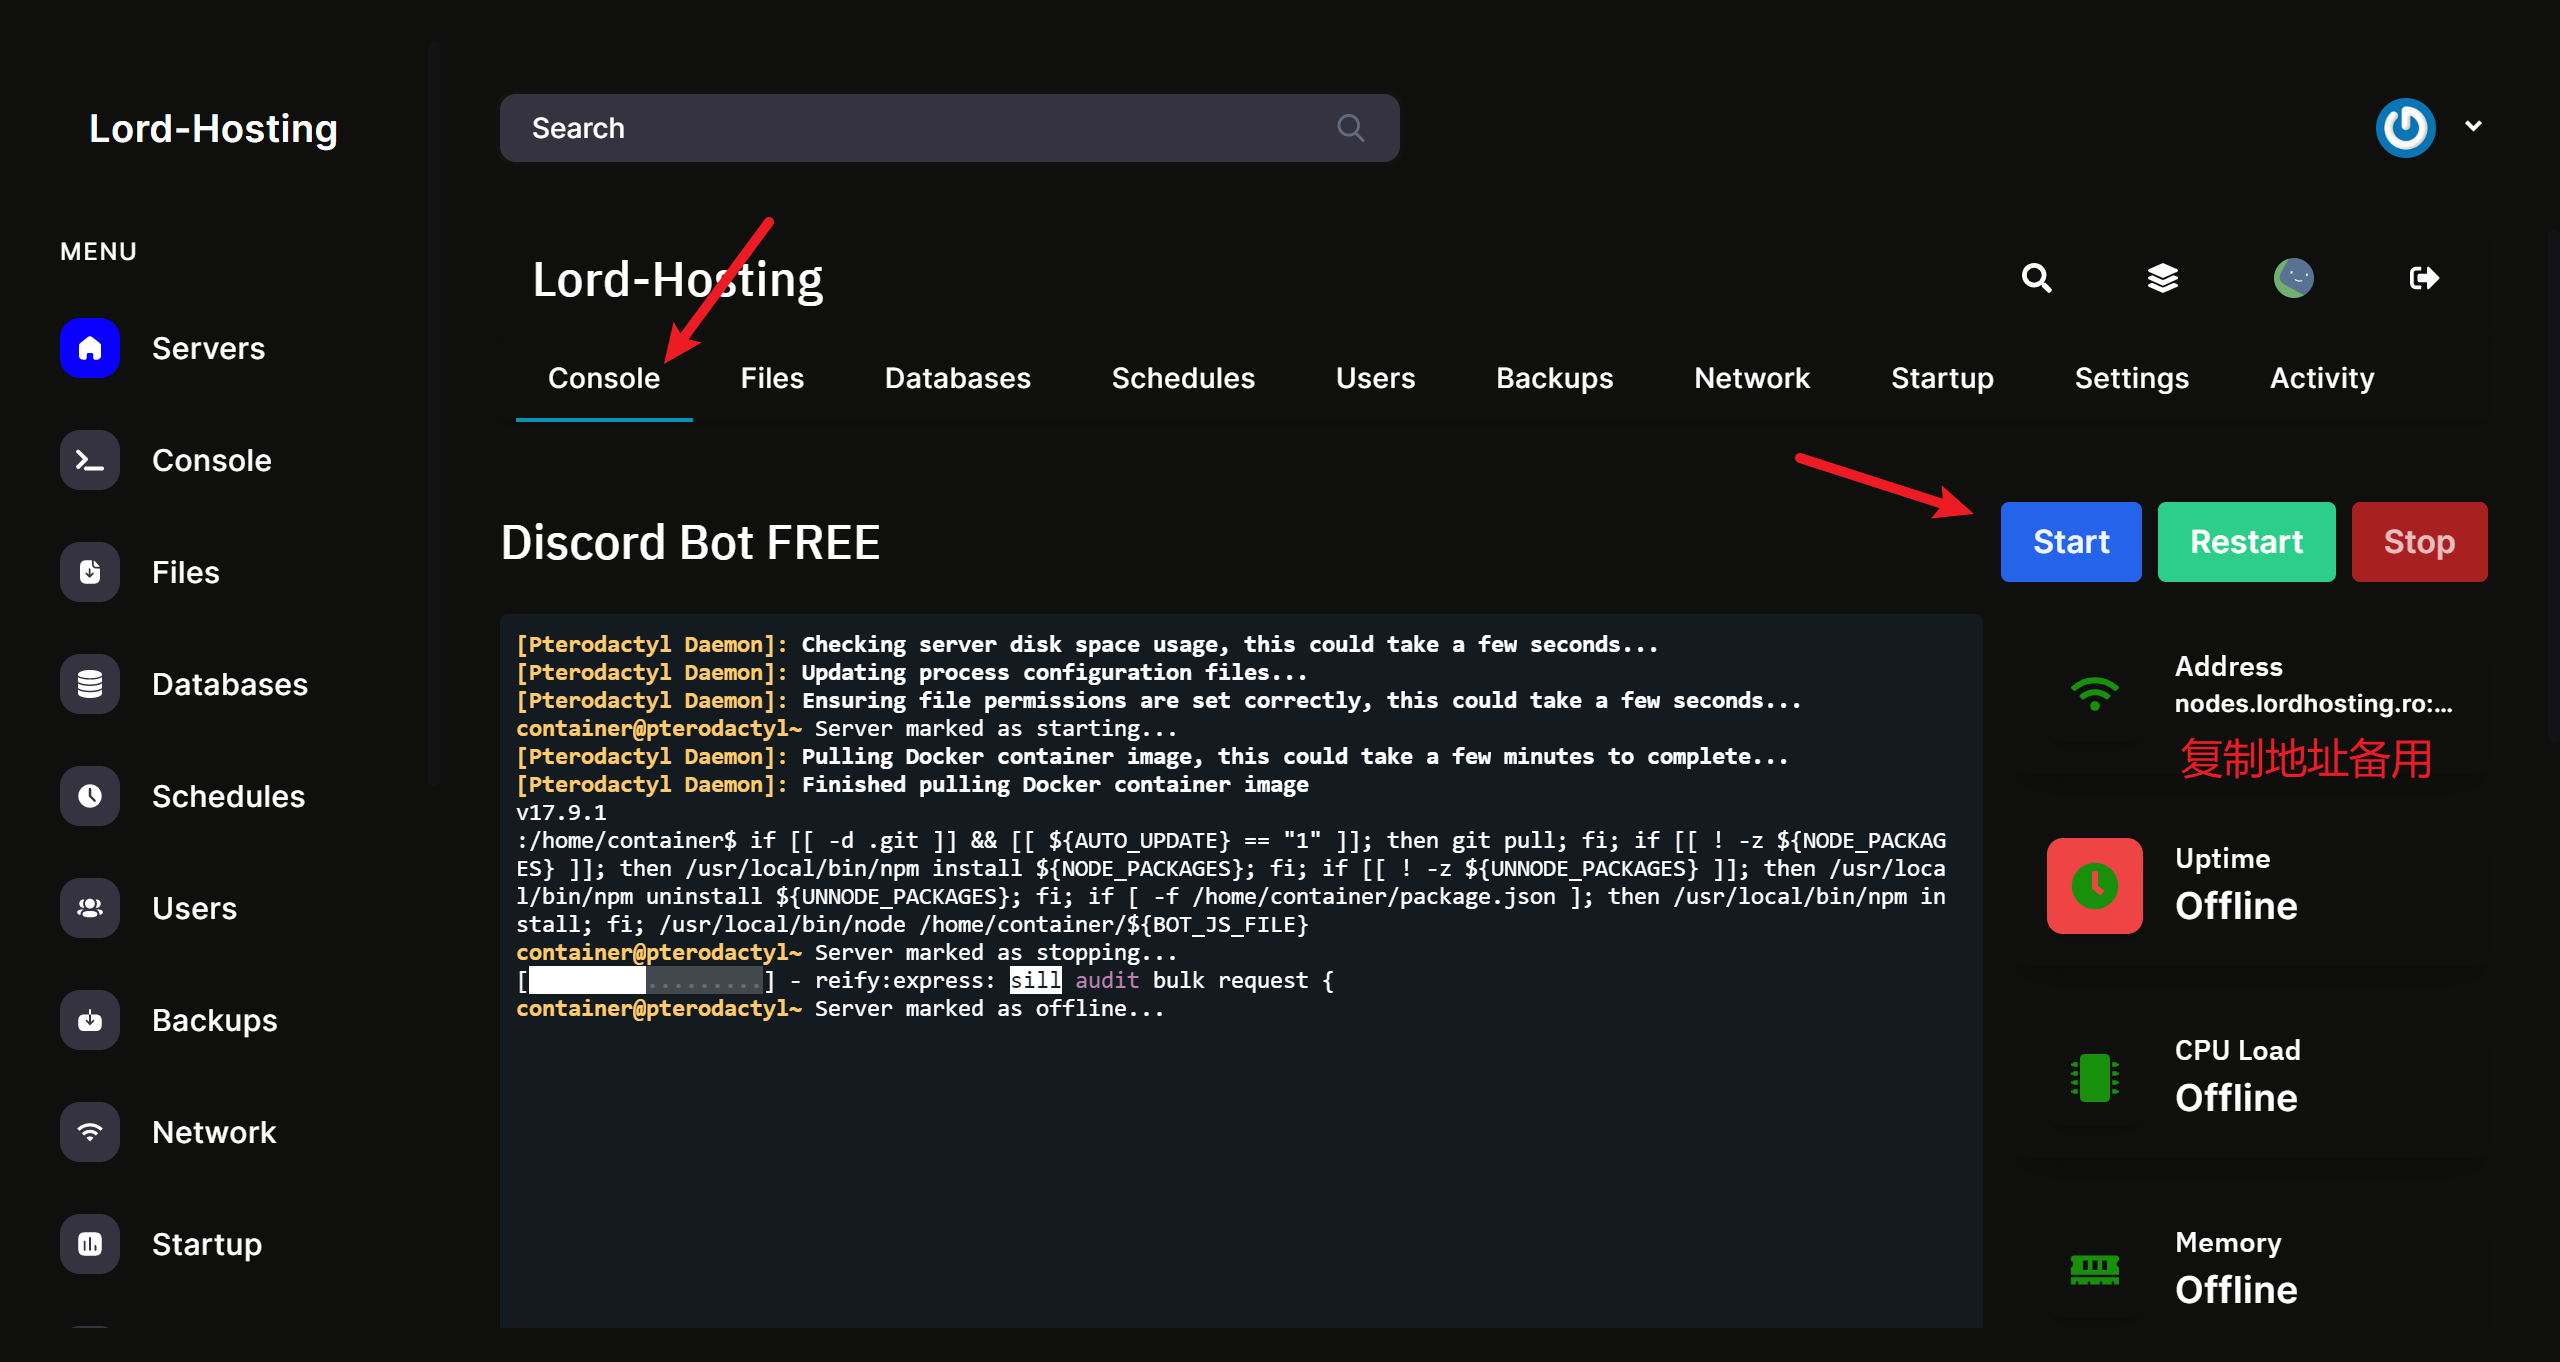 Lord-Hosting
Search
MENU
Servers
Console
Files
Databases
Schedules
Users
Backups
Network
Startup
Lord-Hosting
Console Files Databases Schedules Users Backups Network Startup Settings Activity
Discord Bot FREE
Start Restart Stop
[Pterodactyl Daemon]: Checking server disk space usage, this could take a few seconds...
[Pterodactyl Daemon]: Updating process configuration files...
[Pterodactyl Daemon]: Ensuring file permissions are set correctly, this could take a few seconds...
container@pterodactyl~ Server marked as starting...
[Pterodactyl Daemon]: Pulling Docker container image, this could take a few minutes to complete...
[Pterodactyl Daemon]: Finished pulling Docker container image
v17.9.1
:/home/container$ if [[ -d .git ]] && [[ ${AUTO_UPDATE} == "1" ]]; then git pull; fi; if [[ ! -z ${NODE_PACKAG
ES} ]]; then /usr/local/bin/npm install ${NODE_PACKAGES}; fi; if [[ ! -z ${UNNODE_PACKAGES} ]]; then /usr/loca
l/bin/npm uninstall ${UNNODE_PACKAGES}; fi; if [ -f /home/container/package.json ]; then /usr/local/bin/npm in
stall; fi; /usr/local/bin/node /home/container/${BOT_JS_FILE}
container@pterodactyl~ Server marked as stopping...
[.........] - reify:express: sill audit bulk request {
container@pterodactyl~ Server marked as offline...
Address
nodes.lordhosting.ro:...
复制地址备用
Uptime
Offline
CPU Load
Offline
Memory
Offline